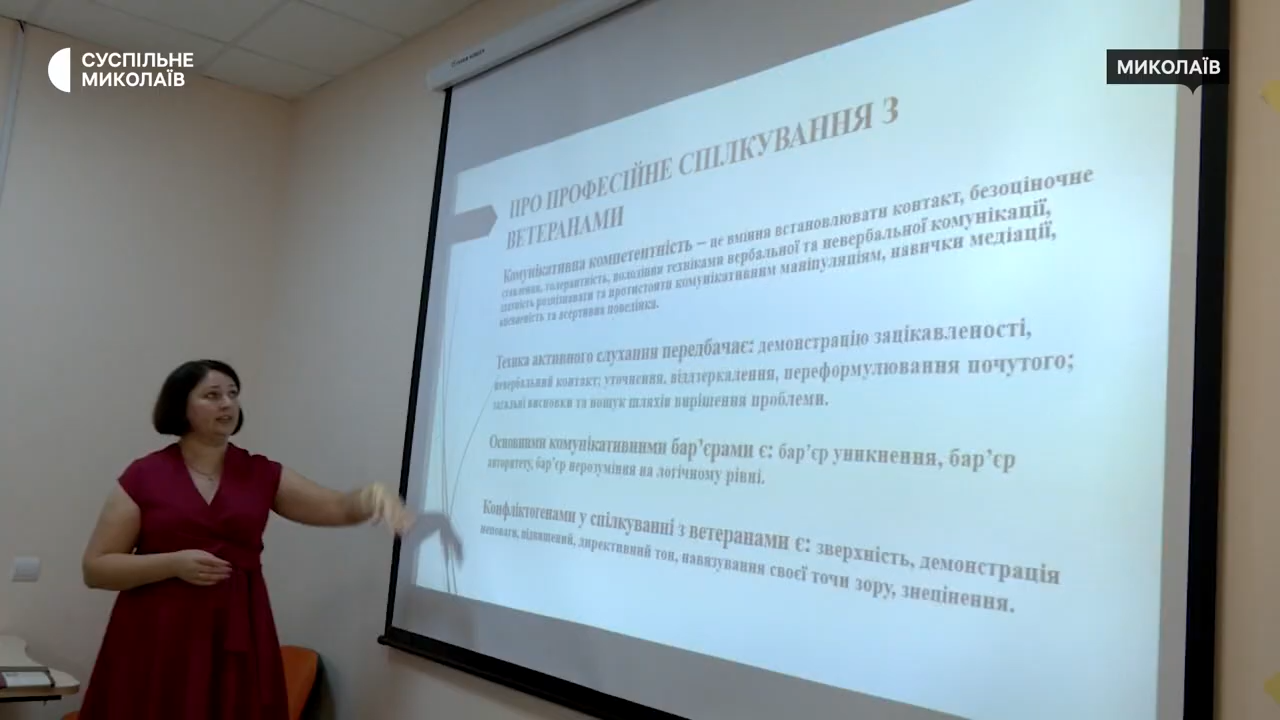 СУСПІЛЬНЕ
МИКОЛАЇВ
МИКОЛАЇВ
ПРО ПРОФЕСІЙНЕ СПІЛКУВАННЯ З
ВЕТЕРАНАМИ
Комунікативна компетентність – це вміння встановлювати контакт, безоціночне
ставлення, толерантність, володіння техніками вербальної та невербальної комунікації,
здатність розпізнавати та протистояти комунікативним маніпуляціям, навички медіації,
впевненість та асертивна поведінка.
Техніка активного слухання передбачає: демонстрацію зацікавленості,
невербальний контакт; уточнення, віддзеркалення, переформулювання почутого;
загальні висновки та пошук шляхів вирішення проблеми.
Основними комунікативними бар’єрами є: бар’єр уникнення, бар’єр
авторитету, бар’єр нерозуміння на логічному рівні.
Конфліктогенами у спілкуванні з ветеранами є: зверхність, демонстрація
неповаги, підвищений, директивний тон, навязування своєї точки зору, знецінення.